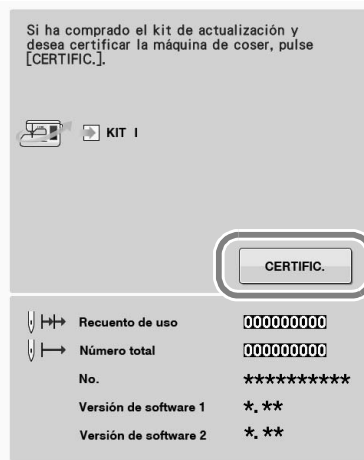 Si ha comprado el kit de actualización y
desea certificar la máquina de coser, pulse
[CERTIFIC.].
KIT I
CERTIFIC.
Recuento de uso 000000000
Número total 000000000
No. **********
Versión de software 1 *.**
Versión de software 2 *.**